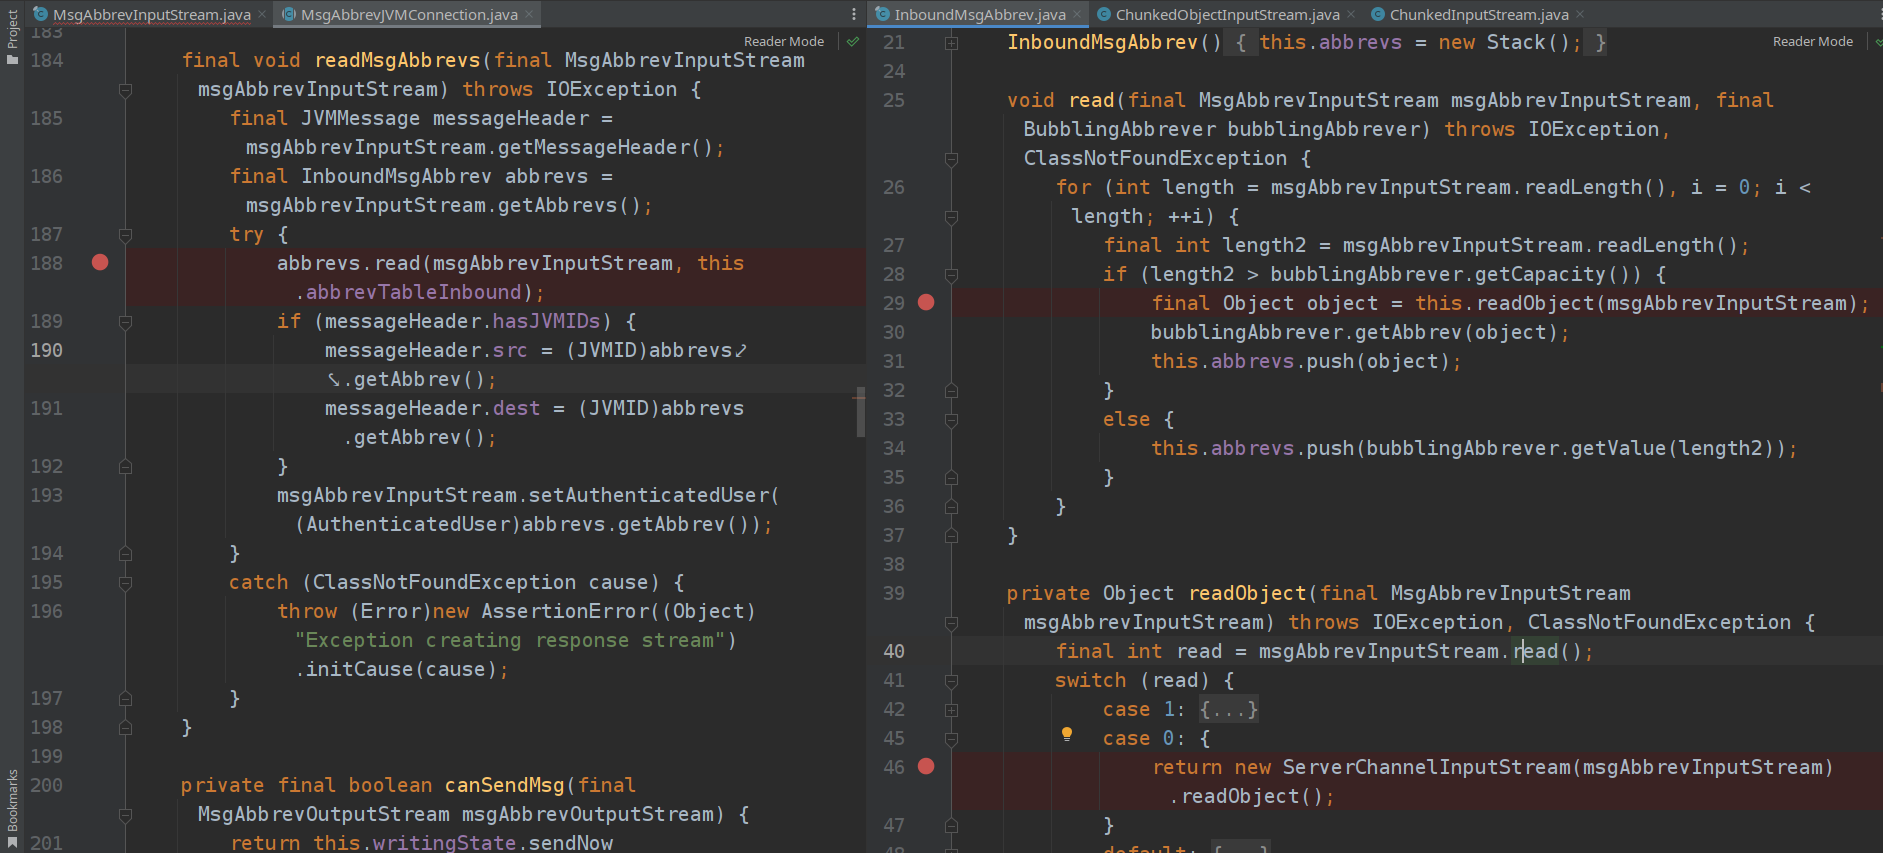 Project
Bookmarks
MsgAbbrevInputStream.java
MsgAbbrevJVMConnection.java
Reader Mode
183
184 final void readMsgAbbrevs(final MsgAbbrevInputStream
msgAbbrevInputStream) throws IOException {
185 final JVMMessage messageHeader =
msgAbbrevInputStream.getMessageHeader();
186 final InboundMsgAbbrev abbrevs =
msgAbbrevInputStream.getAbbrevs();
187 try {
188 abbrevs.read(msgAbbrevInputStream, this
.abbrevTableInbound);
189 if (messageHeader.hasJVMIDs) {
190 messageHeader.src = (JVMID)abbrevs
.getAbbrev();
191 messageHeader.dest = (JVMID)abbrevs
.getAbbrev();
192 }
193 msgAbbrevInputStream.setAuthenticatedUser(
(AuthenticatedUser)abbrevs.getAbbrev());
194 }
195 catch (ClassNotFoundException cause) {
196 throw (Error)new AssertionError((Object)
"Exception creating response stream")
.initCause(cause);
197 }
198 }
199
200 private final boolean canSendMsg(final
MsgAbbrevOutputStream msgAbbrevOutputStream) {
201 return this.writingState.sendNow
InboundMsgAbbrev.java
ChunkedObjectInputStream.java
ChunkedInputStream.java
Reader Mode
21 InboundMsgAbbrev() { this.abbrevs = new Stack(); }
24
25 void read(final MsgAbbrevInputStream msgAbbrevInputStream, final
BubblingAbbrever bubblingAbbrever) throws IOException,
ClassNotFoundException {
26 for (int length = msgAbbrevInputStream.readLength(), i = 0; i <
length; ++i) {
27 final int length2 = msgAbbrevInputStream.readLength();
28 if (length2 > bubblingAbbrever.getCapacity()) {
29 final Object object = this.readObject(msgAbbrevInputStream);
30 bubblingAbbrever.getAbbrev(object);
31 this.abbrevs.push(object);
32 }
33 else {
34 this.abbrevs.push(bubblingAbbrever.getValue(length2));
35 }
36 }
37 }
38
39 private Object readObject(final MsgAbbrevInputStream
msgAbbrevInputStream) throws IOException, ClassNotFoundException {
40 final int read = msgAbbrevInputStream.read();
41 switch (read) {
42 case 1: {...}
45 case 0: {
46 return new ServerChannelInputStream(msgAbbrevInputStream)
.readObject();
47 }
48 default: {...}